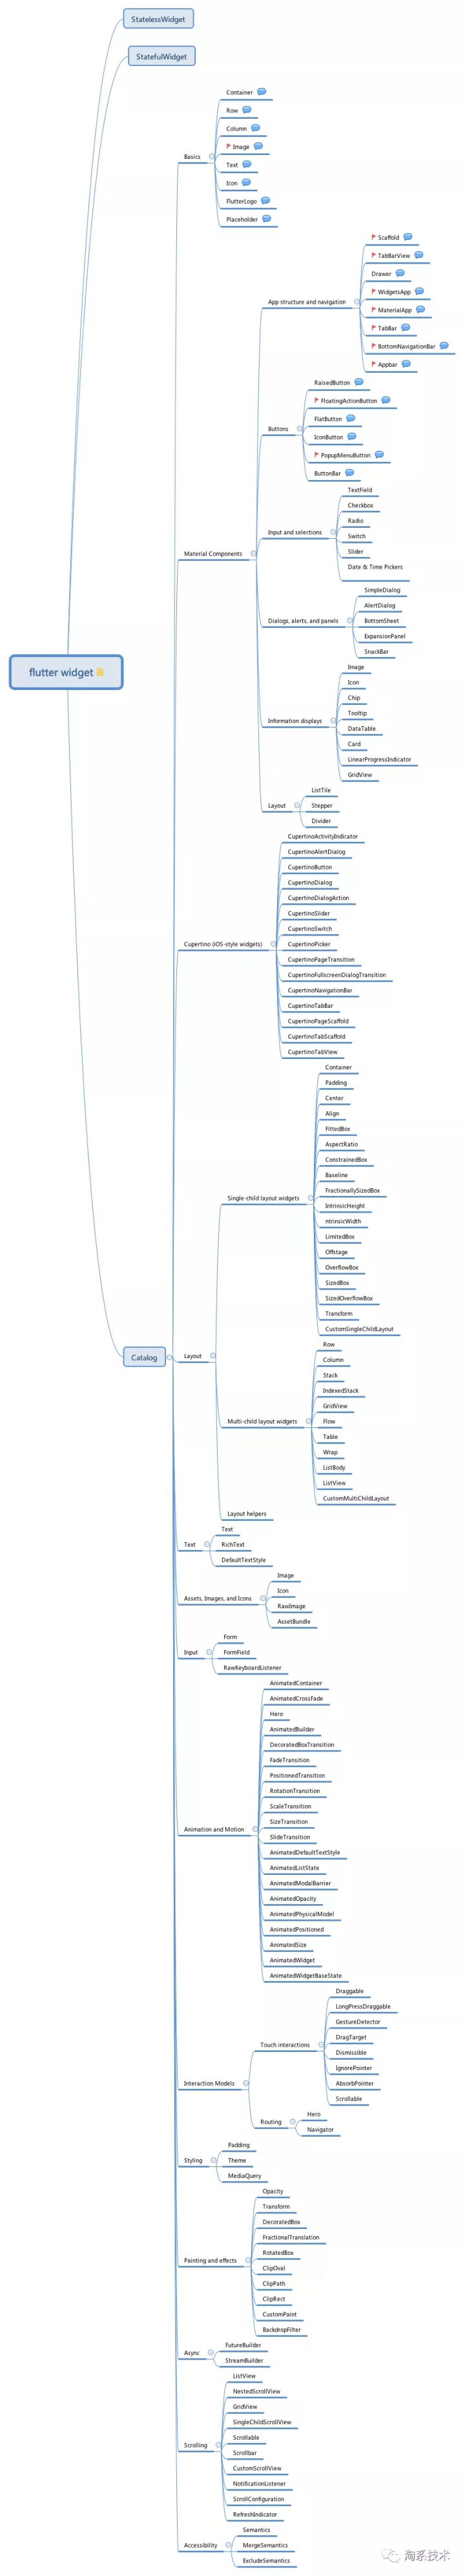 StatelessWidget
StatefulWidget
flutter widget
Catalog
Basics
Container
Row
Column
Image
Text
Icon
FlutterLogo
Placeholder
Material Components
App structure and navigation
Scaffold
TabBarView
Drawer
WidgetsApp
MaterialApp
TabBar
BottomNavigationBar
Appbar
Buttons
RaisedButton
FloatingActionButton
FlatButton
IconButton
PopupMenuButton
ButtonBar
Input and selections
TextField
Checkbox
Radio
Switch
Slider
Date & Time Pickers
Dialogs, alerts, and panels
SimpleDialog
AlertDialog
BottomSheet
ExpansionPanel
SnackBar
Information displays
Image
Icon
Chip
Tooltip
DataTable
Card
LinearProgressIndicator
GridView
Layout
ListTile
Stepper
Divider
Cupertino (iOS-style widgets)
CupertinoActivityIndicator
CupertinoAlertDialog
CupertinoButton
CupertinoDialog
CupertinoDialogAction
CupertinoSlider
CupertinoSwitch
CupertinoPicker
CupertinoPageTransition
CupertinoFullscreenDialogTransition
CupertinoNavigationBar
CupertinoTabBar
CupertinoPageScaffold
CupertinoTabScaffold
CupertinoTabView
Layout
Single-child layout widgets
Container
Padding
Center
Align
FittedBox
AspectRatio
ConstrainedBox
Baseline
FractionallySizedBox
IntrinsicHeight
ntrinsicWidth
LimitedBox
Offstage
OverflowBox
SizedBox
SizedOverflowBox
Transform
CustomSingleChildLayout
Multi-child layout widgets
Row
Column
Stack
IndexedStack
GridView
Flow
Table
Wrap
ListBody
ListView
CustomMultiChildLayout
Layout helpers
Text
Text
RichText
DefaultTextStyle
Assets, Images, and Icons
Image
Icon
RawImage
AssetBundle
Input
Form
FormField
RawKeyboardListener
Animation and Motion
AnimatedContainer
AnimatedCrossFade
Hero
AnimatedBuilder
DecoratedBoxTransition
FadeTransition
PositionedTransition
RotationTransition
ScaleTransition
SizeTransition
SlideTransition
AnimatedDefaultTextStyle
AnimatedListState
AnimatedModalBarrier
AnimatedOpacity
AnimatedPhysicalModel
AnimatedPositioned
AnimatedSize
AnimatedWidget
AnimatedWidgetBaseState
Interaction Models
Touch interactions
Draggable
LongPressDraggable
GestureDetector
DragTarget
Dismissible
IgnorePointer
AbsorbPointer
Scrollable
Routing
Hero
Navigator
Styling
Padding
Theme
MediaQuery
Painting and effects
Opacity
Transform
DecoratedBox
FractionalTranslation
RotatedBox
ClipOval
ClipPath
ClipRect
CustomPaint
BackdropFilter
Async
FutureBuilder
StreamBuilder
Scrolling
ListView
NestedScrollView
GridView
SingleChildScrollView
Scrollable
Scrollbar
CustomScrollView
NotificationListener
ScrollConfiguration
RefreshIndicator
Accessibility
Semantics
MergeSemantics
ExcludeSemantics
淘系技术